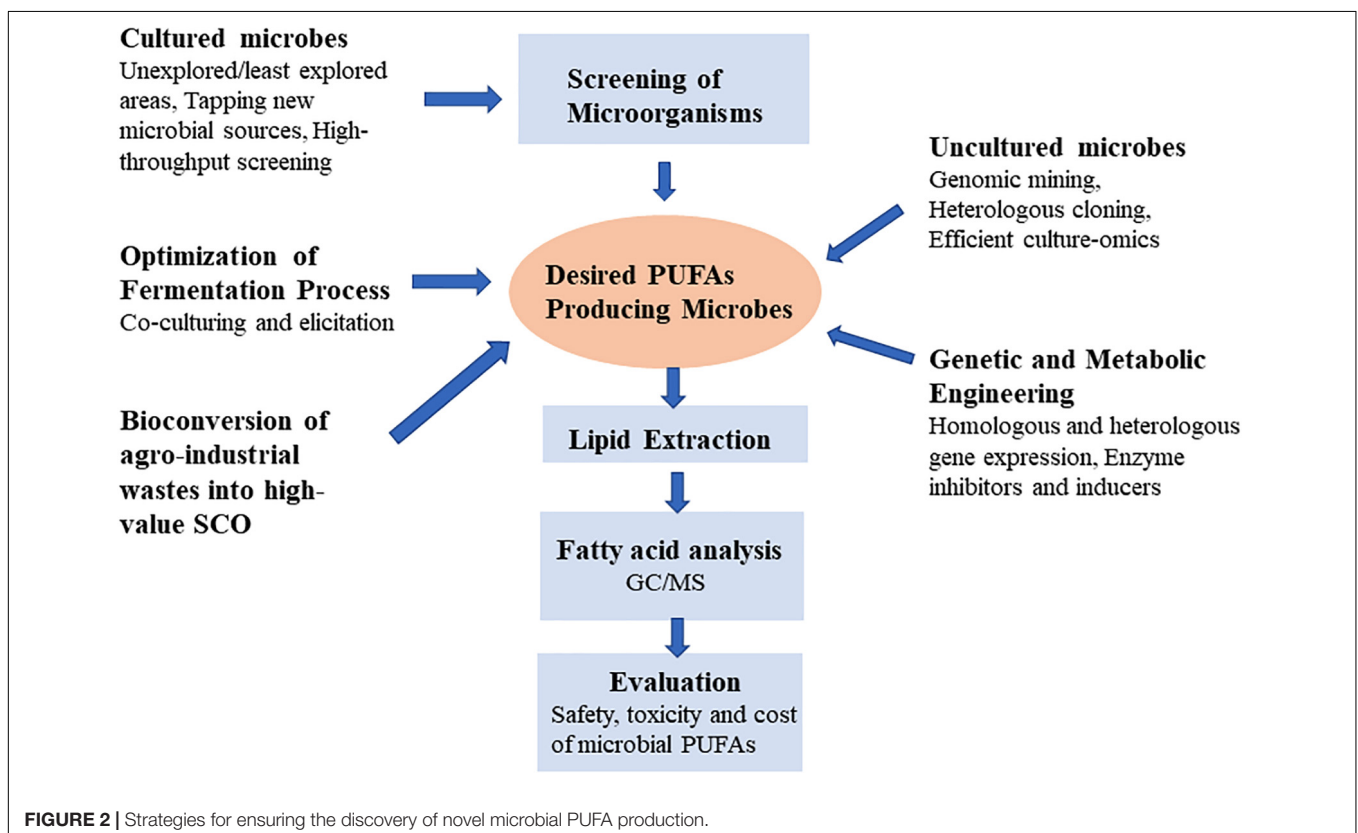 Cultured microbes
Unexplored/least explored
areas, Tapping new
microbial sources, High-
throughput screening
Screening of
Microorganisms
Uncultured microbes
Genomic mining,
Heterologous cloning,
Efficient culture-omics
Optimization of
Fermentation Process
Co-culturing and elicitation
Desired PUFAs
Producing Microbes
Genetic and Metabolic
Engineering
Homologous and heterologous
gene expression, Enzyme
inhibitors and inducers
Bioconversion of
agro-industrial
wastes into high-
value SCO
Lipid Extraction
Fatty acid analysis
GC/MS
Evaluation
Safety, toxicity and cost
of microbial PUFAs
FIGURE 2 | Strategies for ensuring the discovery of novel microbial PUFA production.